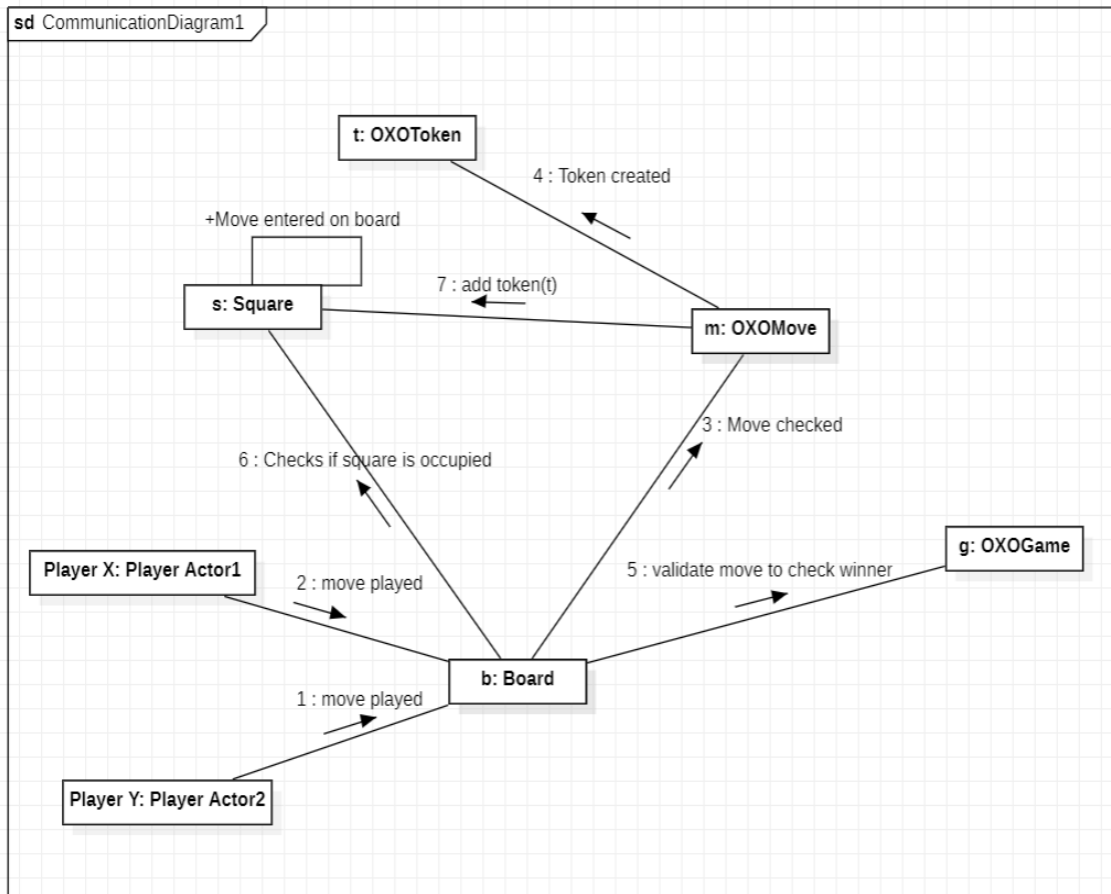 sd CommunicationDiagram1
t: OXOToken
4 : Token created
+Move entered on board
7 : add token(t)
s: Square
m: OXOMove
3 : Move checked
6 : Checks if square is occupied
g: OXOGame
Player X: Player Actor1
5 : validate move to check winner
2 : move played
b: Board
1 : move played
Player Y: Player Actor2